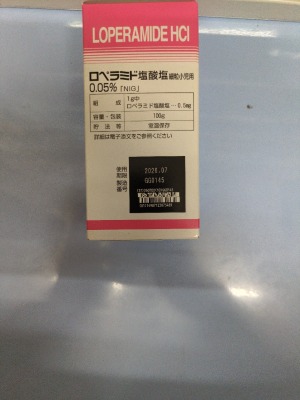 LOPERAMIDE HCl
ロペラミド塩酸塩細粒小児用
0.05%「NIG」
組成 1g中
ロペラミド塩酸塩…0.5mg
容量・包装 100g
貯法等 室温保存
詳細は電子添文をご参照ください
使用期限 2026.07
製造番号 GG0145